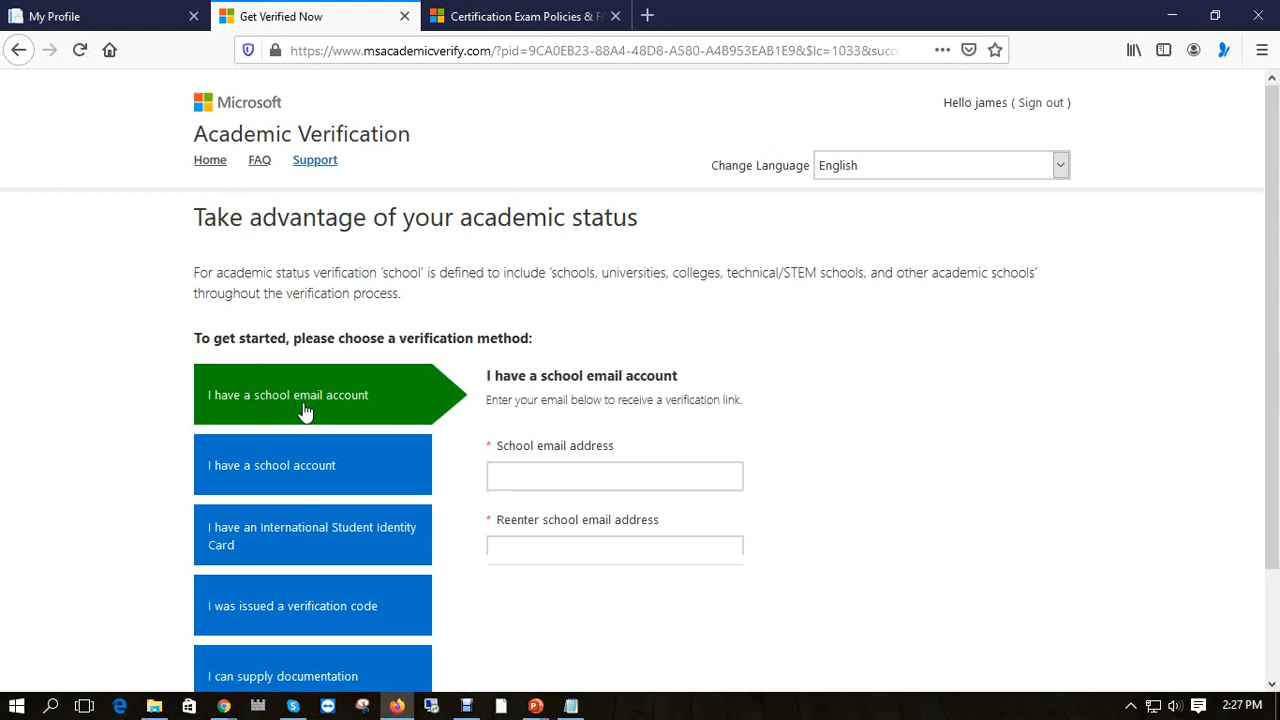 My Profile
Get Verified Now
Certification Exam Policies & FA
https://www.msacademicverify.com/?pid=9CA0EB23-88A4-48D8-A580-A4B953EAB1E9&$lc=1033&succ
Microsoft
Hello james ( Sign out )
Academic Verification
Home FAQ Support
Change Language English
Take advantage of your academic status
For academic status verification 'school' is defined to include 'schools, universities, colleges, technical/STEM schools, and other academic schools'
throughout the verification process.
To get started, please choose a verification method:
I have a school email account
I have a school account
I have an International Student Identity
Card
I was issued a verification code
I can supply documentation
I have a school email account
Enter your email below to receive a verification link.
* School email address
* Reenter school email address
2:27 PM